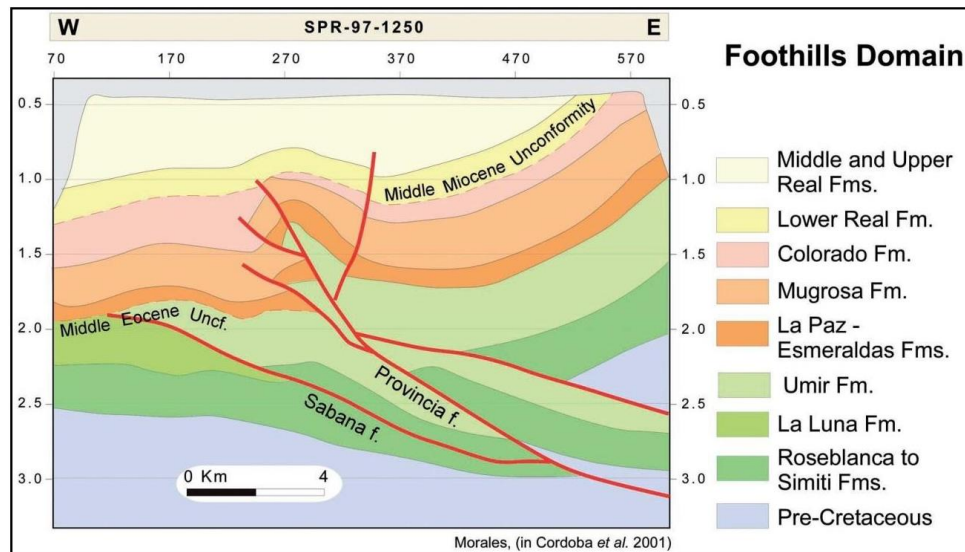 W SPR-97-1250 E
70 170 270 370 470 570
Foothills Domain
0.5 0.5
1.0 1.0
1.5 1.5
2.0 2.0
2.5 2.5
3.0 3.0
Middle Miocene Unconformity
Middle Eocene Uncf.
Provincia f.
Sabana f.
0 Km 4
Middle and Upper
Real Fms.
Lower Real Fm.
Colorado Fm.
Mugrosa Fm.
La Paz -
Esmeraldas Fms.
Umir Fm.
La Luna Fm.
Roseblanca to
Simiti Fms.
Pre-Cretaceous
Morales, (in Cordoba et al. 2001)